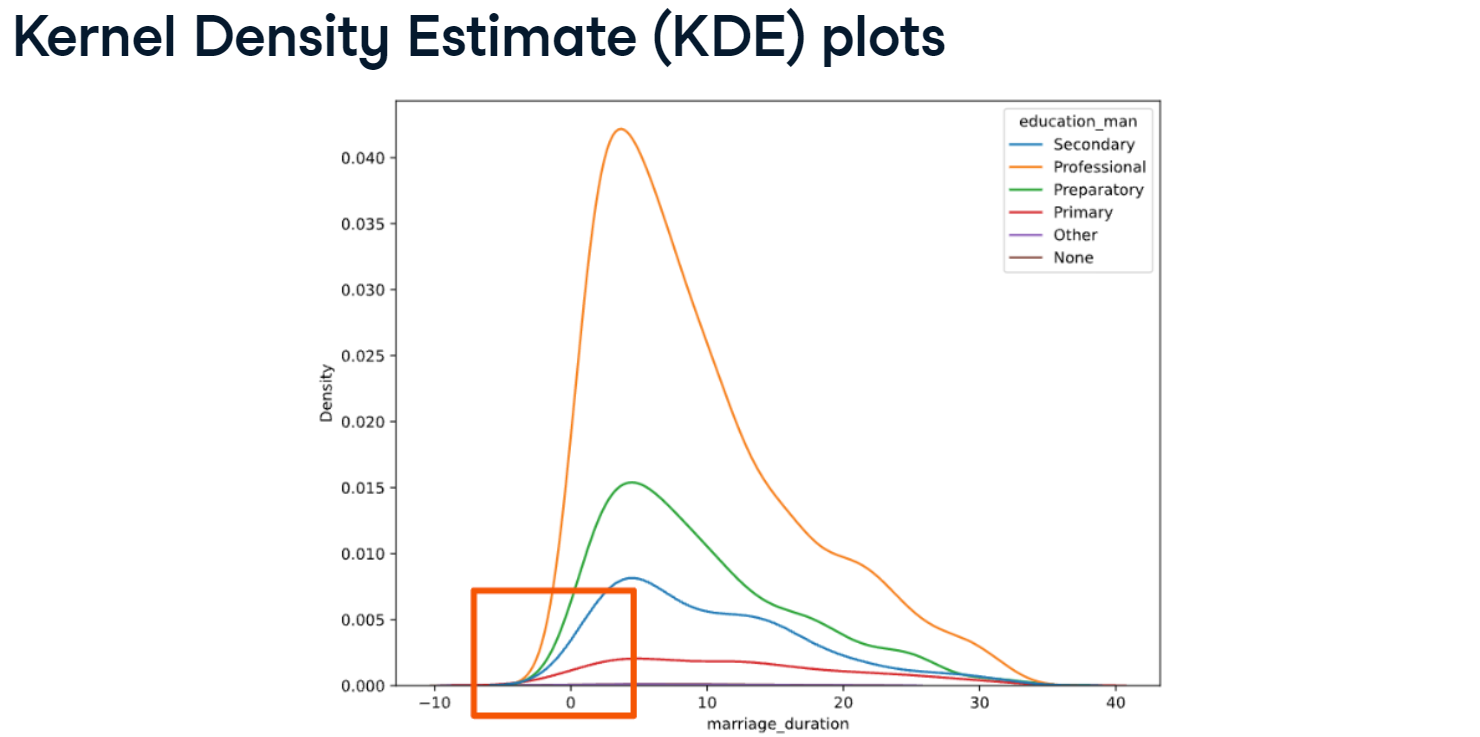 Kernel Density Estimate (KDE) plots
education_man
Secondary
Professional
Preparatory
Primary
Other
None
0.040
0.035
0.030
0.025
0.020
0.015
0.010
0.005
0.000
Density
−10
0
10
20
30
40
marriage_duration